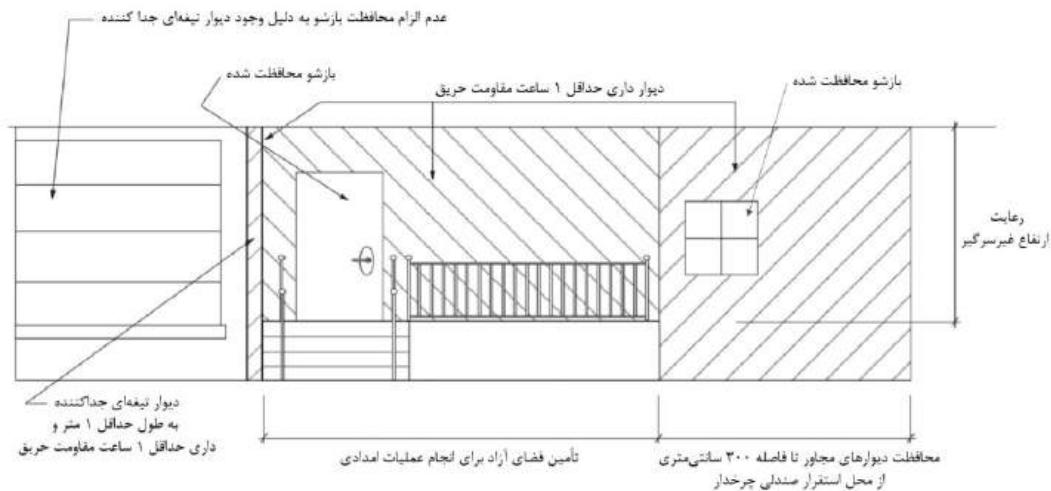 عدم الزام محافظت بازشو به دلیل وجود دیوار تیغه‌ای جدا کننده
بازشو محافظت شده
دیوار داری حداقل ۱ ساعت مقاومت حریق
بازشو محافظت شده
رعایت
ارتفاع غیرسرگیر
دیوار تیغه‌ای جداکننده
به طول حداقل ۱ متر و
داری حداقل ۱ ساعت مقاومت حریق
تأمین فضای آزاد برای انجام عملیات امدادی
محافظت دیوارهای مجاور تا فاصله ۳۰۰ سانتی‌متری
از محل استقرار صندلی چرخدار